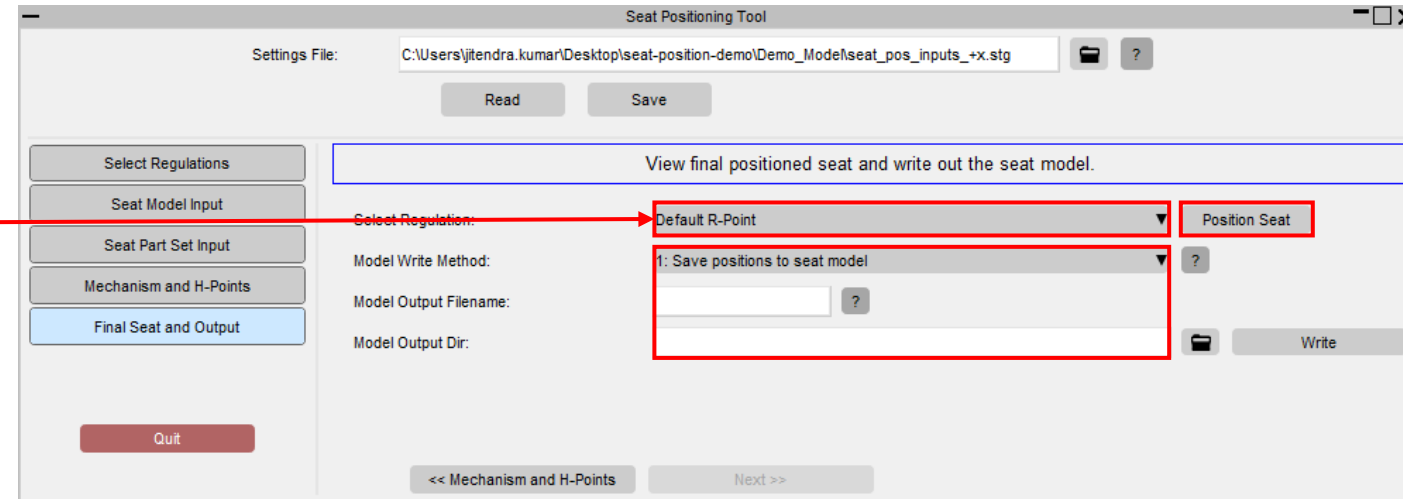 Seat Positioning Tool
Settings File: C:\Users\jitendra.kumar\Desktop\seat-position-demo\Demo_Model\seat_pos_inputs_+x.stg ?
Read Save
Select Regulations
View final positioned seat and write out the seat model.
Seat Model Input
Select Regulation: Default R-Point Position Seat
Seat Part Set Input
Model Write Method: 1: Save positions to seat model ?
Mechanism and H-Points
Model Output Filename: ?
Final Seat and Output
Model Output Dir: Write
Quit
<< Mechanism and H-Points Next >>